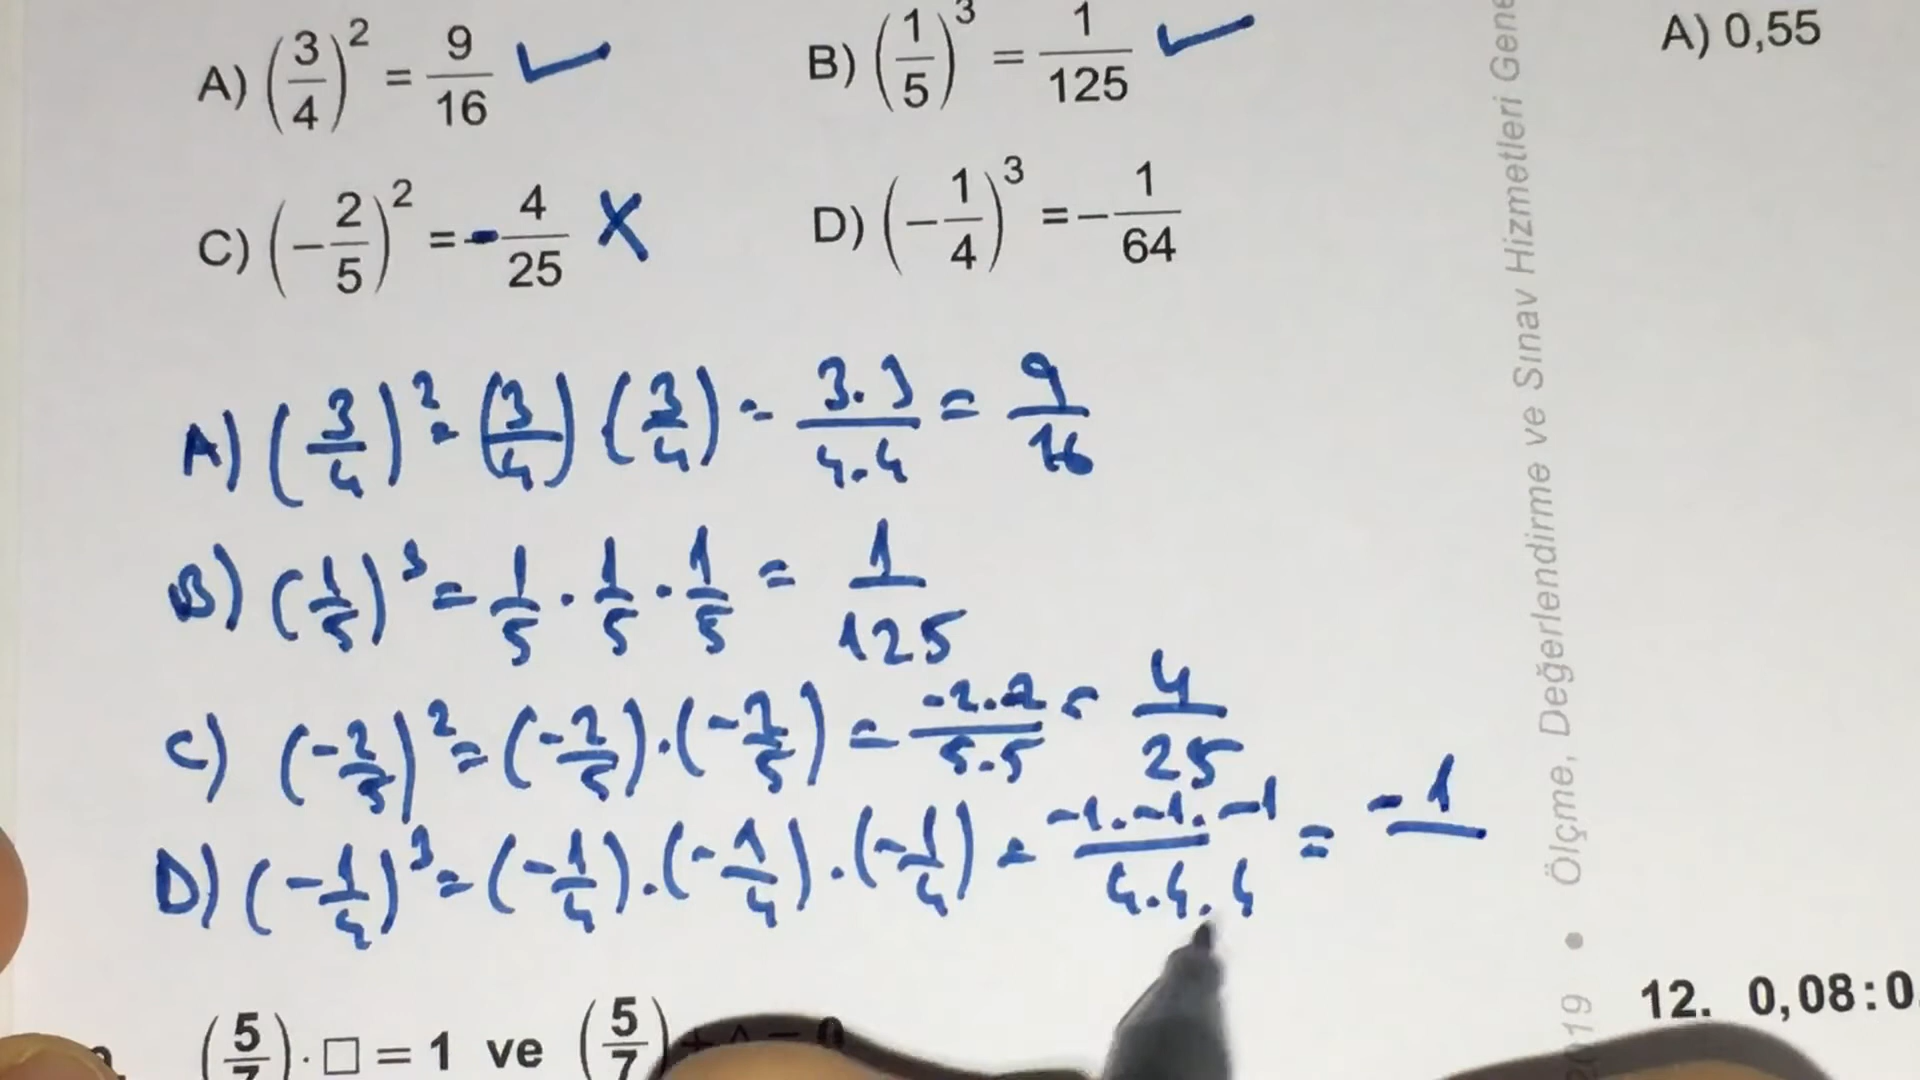 A) (3/4)² = 9/16 ✓ B) (1/5)³ = 1/125 ✓
C) (-2/5)² = -4/25 X D) (-1/4)³ = -1/64
A) (3/4)² = (3/4) (3/4) = 3.3/4.4 = 9/16
B) (1/5)³ = 1/5 · 1/5 · 1/5 = 1/125
C) (-2/5)² = (-2/5) · (-2/5) = -2.-2/5.5 = 4/25
D) (-1/4)³ = (-1/4) · (-1/4) · (-1/4) = -1.-1.-1/4.4.4 = -1/
(5/7) · □ = 1 ve (5/7)
Ölçme, Değerlendirme ve Sınav Hizmetleri Gene
A) 0,55
12. 0,08:0